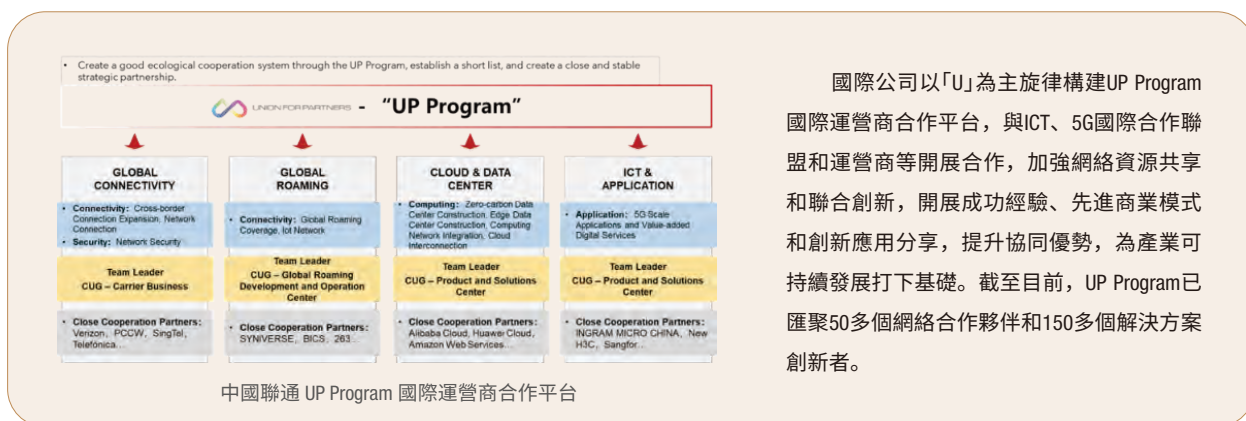 • Create a good ecological cooperation system through the UP Program, establish a short list, and create a close and stable
strategic partnership.
UNION FOR PARTNERS - “UP Program”
GLOBAL
CONNECTIVITY
• Connectivity: Cross-border
Connection Expansion, Network
Connection
• Security: Network Security
Team Leader
CUG – Carrier Business
• Close Cooperation Partners:
Verizon, PCCW, SingTel,
Telefónica...
GLOBAL
ROAMING
• Connectivity: Global Roaming
Coverage, Iot Network
Team Leader
CUG – Global Roaming
Development and Operation
Center
• Close Cooperation Partners:
SYNIVERSE, BICS, 263...
CLOUD & DATA
CENTER
• Computing: Zero-carbon Data
Center Construction, Edge Data
Center Construction, Computing
Network Integration, Cloud
Interconnection
Team Leader
CUG – Product and Solutions
Center
• Close Cooperation Partners:
Alibaba Cloud, Huawei Cloud,
Amazon Web Services...
ICT &
APPLICATION
• Application: 5G Scale
Applications and Value-added
Digital Services
Team Leader
CUG – Product and Solutions
Center
• Close Cooperation Partners:
INGRAM MICRO CHINA, New
H3C, Sangfor...
中國聯通 UP Program 國際運營商合作平台
國際公司以「U」為主旋律構建UP Program
國際運營商合作平台，與ICT、5G國際合作聯
盟和運營商等開展合作，加強網絡資源共享
和聯合創新，開展成功經驗、先進商業模式
和創新應用分享，提升協同優勢，為產業可
持續發展打下基礎。截至目前，UP Program已
匯聚50多個網絡合作夥伴和150多個解決方案
創新者。